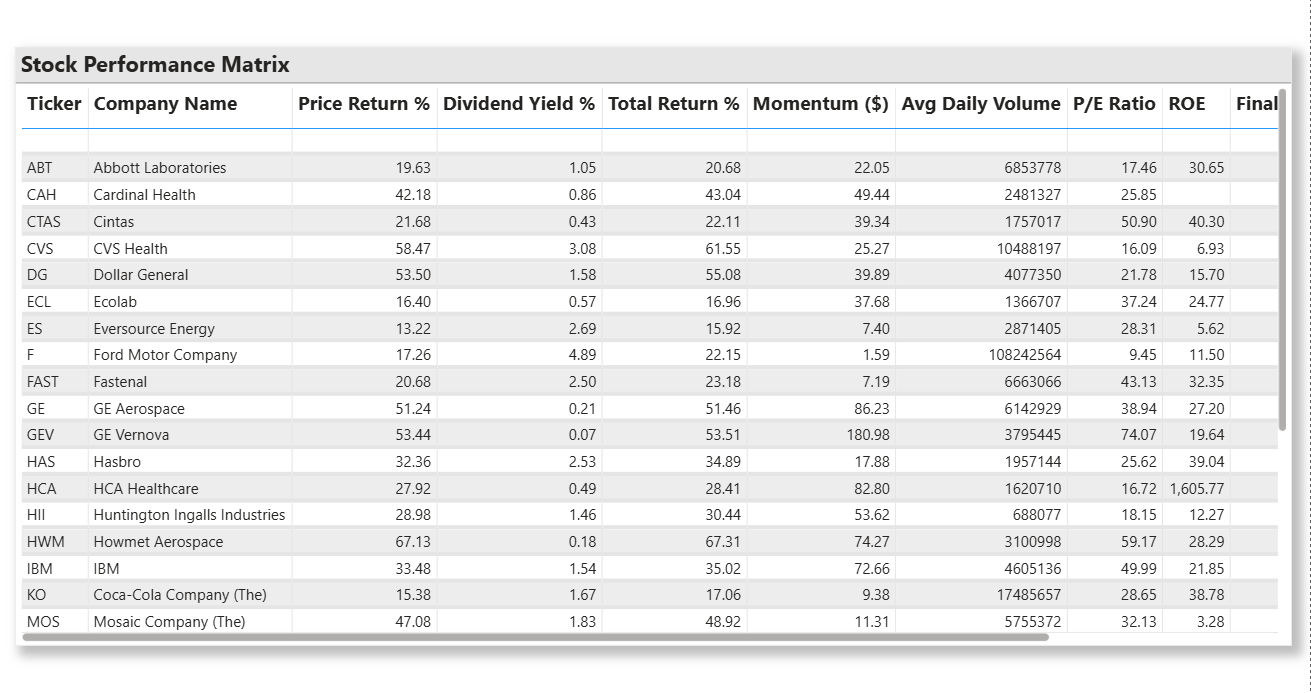 Stock Performance Matrix
Ticker Company Name Price Return % Dividend Yield % Total Return % Momentum ($) Avg Daily Volume P/E Ratio ROE Final
ABT Abbott Laboratories 19.63 1.05 20.68 22.05 6853778 17.46 30.65
CAH Cardinal Health 42.18 0.86 43.04 49.44 2481327 25.85
CTAS Cintas 21.68 0.43 22.11 39.34 1757017 50.90 40.30
CVS CVS Health 58.47 3.08 61.55 25.27 10488197 16.09 6.93
DG Dollar General 53.50 1.58 55.08 39.89 4077350 21.78 15.70
ECL Ecolab 16.40 0.57 16.96 37.68 1366707 37.24 24.77
ES Eversource Energy 13.22 2.69 15.92 7.40 2871405 28.31 5.62
F Ford Motor Company 17.26 4.89 22.15 1.59 108242564 9.45 11.50
FAST Fastenal 20.68 2.50 23.18 7.19 6663066 43.13 32.35
GE GE Aerospace 51.24 0.21 51.46 86.23 6142929 38.94 27.20
GEV GE Vernova 53.44 0.07 53.51 180.98 3795445 74.07 19.64
HAS Hasbro 32.36 2.53 34.89 17.88 1957144 25.62 39.04
HCA HCA Healthcare 27.92 0.49 28.41 82.80 1620710 16.72 1,605.77
HII Huntington Ingalls Industries 28.98 1.46 30.44 53.62 688077 18.15 12.27
HWM Howmet Aerospace 67.13 0.18 67.31 74.27 3100998 59.17 28.29
IBM IBM 33.48 1.54 35.02 72.66 4605136 49.99 21.85
KO Coca-Cola Company (The) 15.38 1.67 17.06 9.38 17485657 28.65 38.78
MOS Mosaic Company (The) 47.08 1.83 48.92 11.31 5755372 32.13 3.28